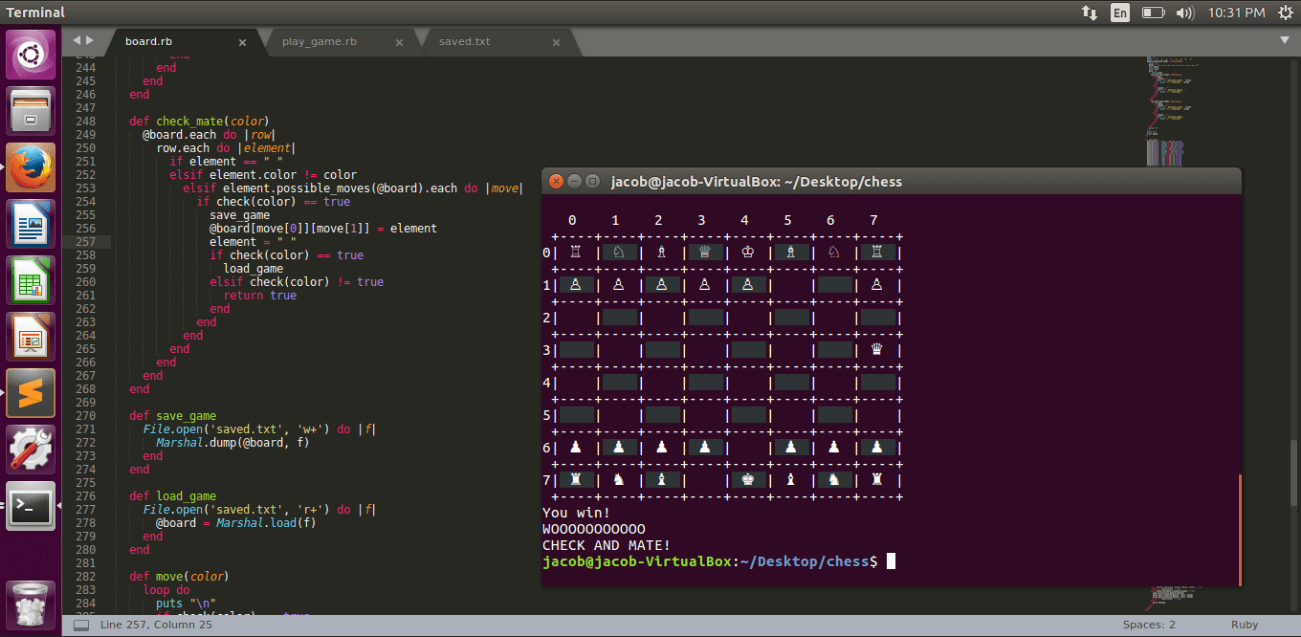 Terminal
En
10:31 PM
board.rb
play_game.rb
saved.txt
244 end
245 end
246 end
247
248 def check_mate(color)
249 @board.each do |row|
250 row.each do |element|
251 if element == " "
252 elsif element.color != color
253 elsif element.possible_moves(@board).each do |move|
254 if check(color) == true
255 save_game
256 @board[move[0]][move[1]] = element
257 element = " "
258 if check(color) == true
259 load_game
260 elsif check(color) != true
261 return true
262 end
263 end
264 end
265 end
266 end
267 end
268 end
269
270 def save_game
271 File.open('saved.txt', 'w+') do |f|
272 Marshal.dump(@board, f)
273 end
274 end
275
276 def load_game
277 File.open('saved.txt', 'r+') do |f|
278 @board = Marshal.load(f)
279 end
280 end
281
282 def move(color)
283 loop do
284 puts "\n"
jacob@jacob-VirtualBox: ~/Desktop/chess
0 1 2 3 4 5 6 7
+----+----+----+----+----+----+----+----+
0| ♖ | ♘ | ♗ | ♕ | ♔ | ♗ | ♘ | ♖ |
+----+----+----+----+----+----+----+----+
1| ♙ | ♙ | ♙ | ♙ | ♙ | | | ♙ |
+----+----+----+----+----+----+----+----+
2| | | | | | | | |
+----+----+----+----+----+----+----+----+
3| | | | | | | | ♛ |
+----+----+----+----+----+----+----+----+
4| | | | | | | | |
+----+----+----+----+----+----+----+----+
5| | | | | | | | |
+----+----+----+----+----+----+----+----+
6| ♟ | ♟ | ♟ | ♟ | | ♟ | ♟ | ♟ |
+----+----+----+----+----+----+----+----+
7| ♜ | ♞ | ♝ | | ♚ | ♝ | ♞ | ♜ |
+----+----+----+----+----+----+----+----+
You win!
WOOOOOOOOOOO
CHECK AND MATE!
jacob@jacob-VirtualBox:~/Desktop/chess$
Line 257, Column 25
Spaces: 2
Ruby